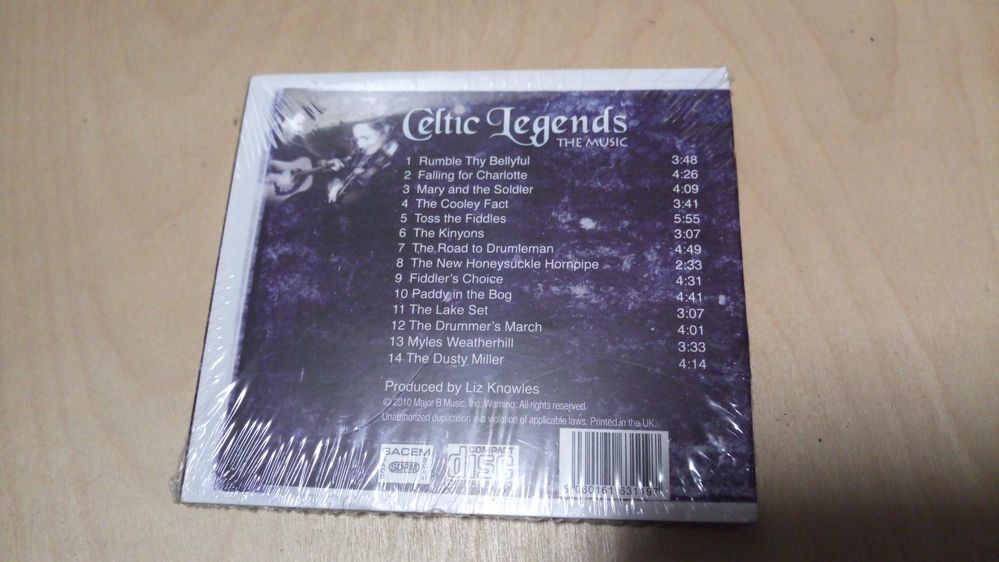 Celtic Legends
THE MUSIC
1 Rumble Thy Bellyful 3:48
2 Falling for Charlotte 4:26
3 Mary and the Soldler 4:09
4 The Cooley Fact 3:41
5 Toss the Fiddles 5:55
6 The Kinyons 3:07
7 The Road to Drumleman 4:49
8 The New Honeysuckle Hornpipe 2:33
9 Fiddler's Choice 4:31
10 Paddy in the Bog 4:41
11 The Lake Set 3:07
12 The Drummer's March 4:01
13 Myles Weatherhill 3:33
14 The Dusty Miller 4:14
Produced by Liz Knowles
© 2010 Major B Music, Inc. Warning: All rights reserved.
Unauthorized duplication is a violation of applicable laws. Printed in the UK.
SACEM
SDRM
COMPACT
disc